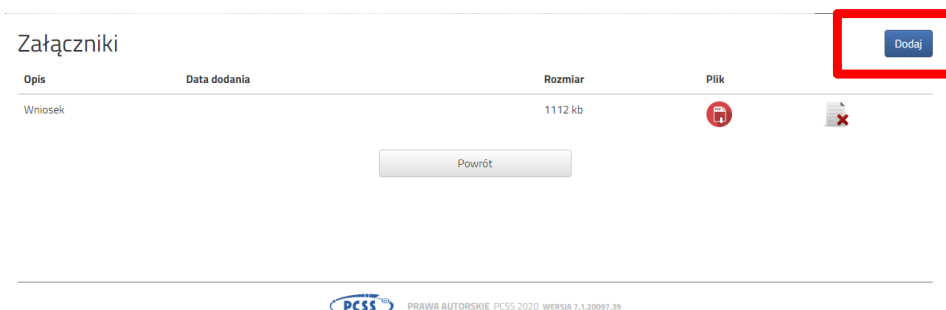 Załączniki
Dodaj
Opis Data dodania Rozmiar Plik
Wniosek 1112 kb
Powrót
PCSS PRAWA AUTORSKIE PCSS 2020 WERSJA 7.1.20097.39